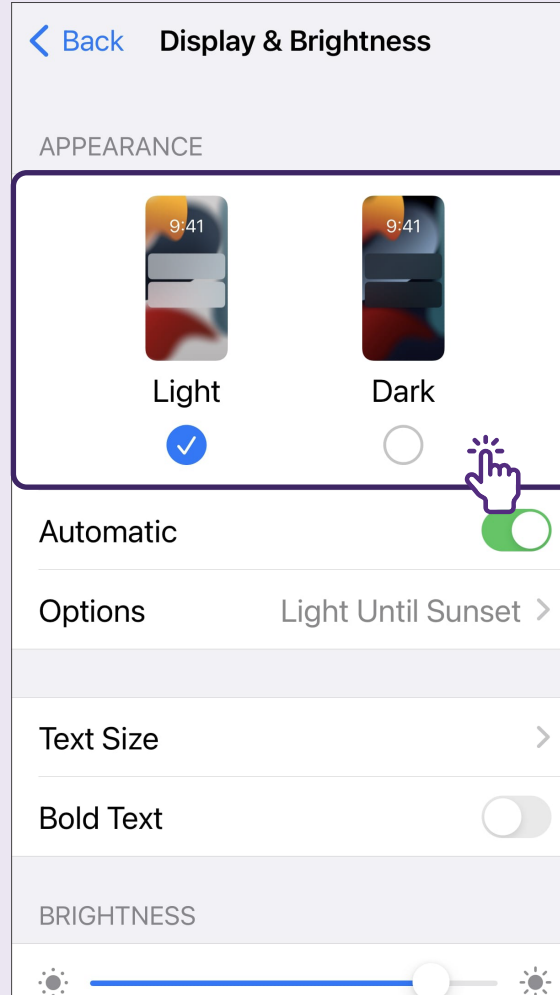 Back Display & Brightness
APPEARANCE
9:41 9:41
Light Dark
Automatic
Options Light Until Sunset
Text Size
Bold Text
BRIGHTNESS